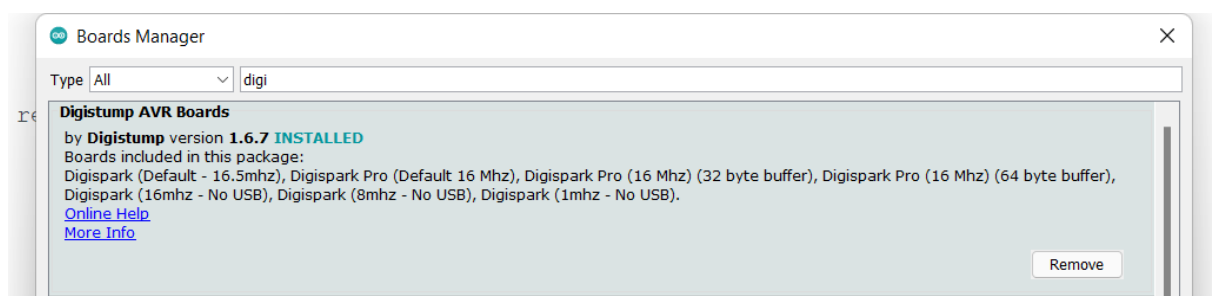 Boards Manager
Type All digi
re
Digistump AVR Boards
by Digistump version 1.6.7 INSTALLED
Boards included in this package:
Digispark (Default - 16.5mhz), Digispark Pro (Default 16 Mhz), Digispark Pro (16 Mhz) (32 byte buffer), Digispark Pro (16 Mhz) (64 byte buffer),
Digispark (16mhz - No USB), Digispark (8mhz - No USB), Digispark (1mhz - No USB).
Online Help
More Info
Remove